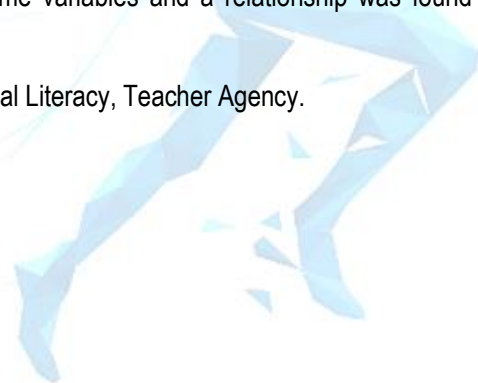 me variables and a relationship was found
al Literacy, Teacher Agency.